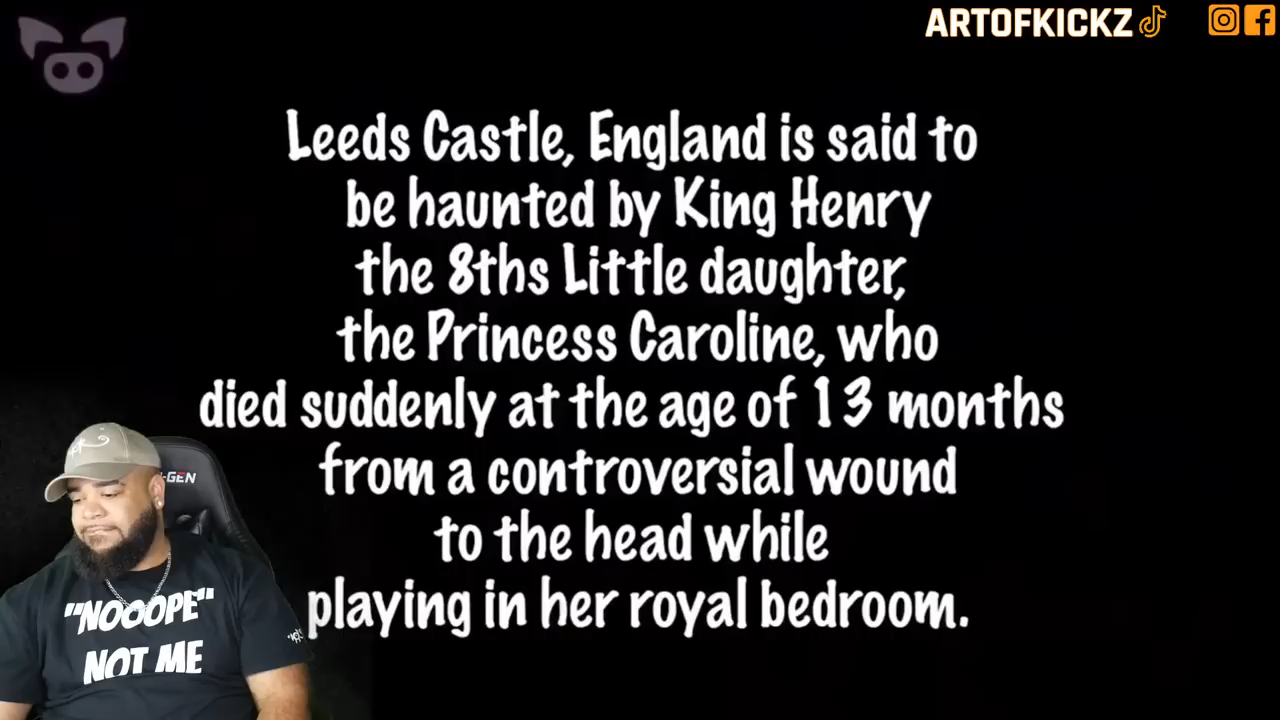 ARTOFKICKZ
Leeds Castle, England is said to
be haunted by King Henry
the 8ths Little daughter,
the Princess Caroline, who
died suddenly at the age of 13 months
from a controversial wound
to the head while
playing in her royal bedroom.
-GEN
"NOOOPE"
NOT ME